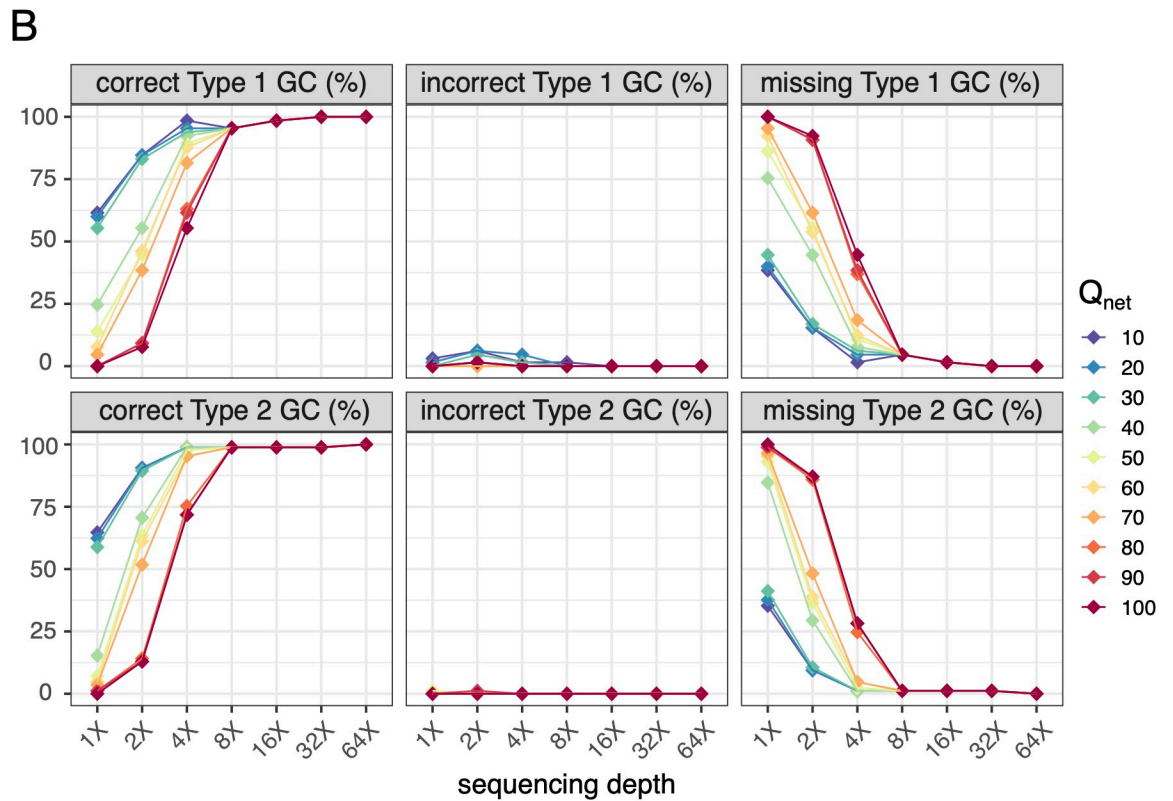 B
correct Type 1 GC (%)
incorrect Type 1 GC (%)
missing Type 1 GC (%)
100
75
50
25
0
correct Type 2 GC (%)
incorrect Type 2 GC (%)
missing Type 2 GC (%)
100
75
50
25
0
1X 2X 4X 8X 16X 32X 64X
1X 2X 4X 8X 16X 32X 64X
1X 2X 4X 8X 16X 32X 64X
sequencing depth
Qnet
10
20
30
40
50
60
70
80
90
100